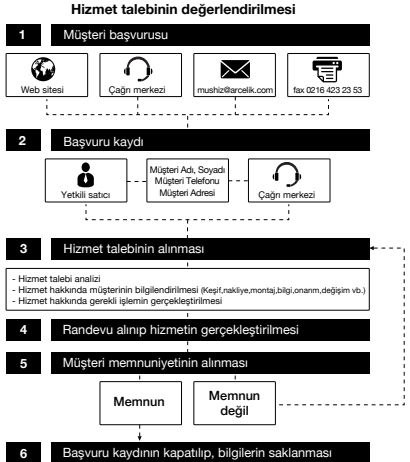 Hizmet talebinin değerlendirilmesi
1 Müşteri başvurusu
Web sitesi
Çağrı merkezi
mushiz@arcelik.com
fax 0216 423 23 53
2 Başvuru kaydı
Yetkili satıcı
Müşteri Adı, Soyadı
Müşteri Telefonu
Müşteri Adresi
Çağrı merkezi
3 Hizmet talebinin alınması
- Hizmet talebi analizi
- Hizmet hakkında müşterinin bilgilendirilmesi (Keşif,nakliye,montaj,bilgi,onarım,değişim vb.)
- Hizmet hakkında gerekli işlemin gerçekleştirilmesi
4 Randevu alınıp hizmetin gerçekleştirilmesi
5 Müşteri memnuniyetinin alınması
Memnun
Memnun
değil
6 Başvuru kaydının kapatılıp, bilgilerin saklanması